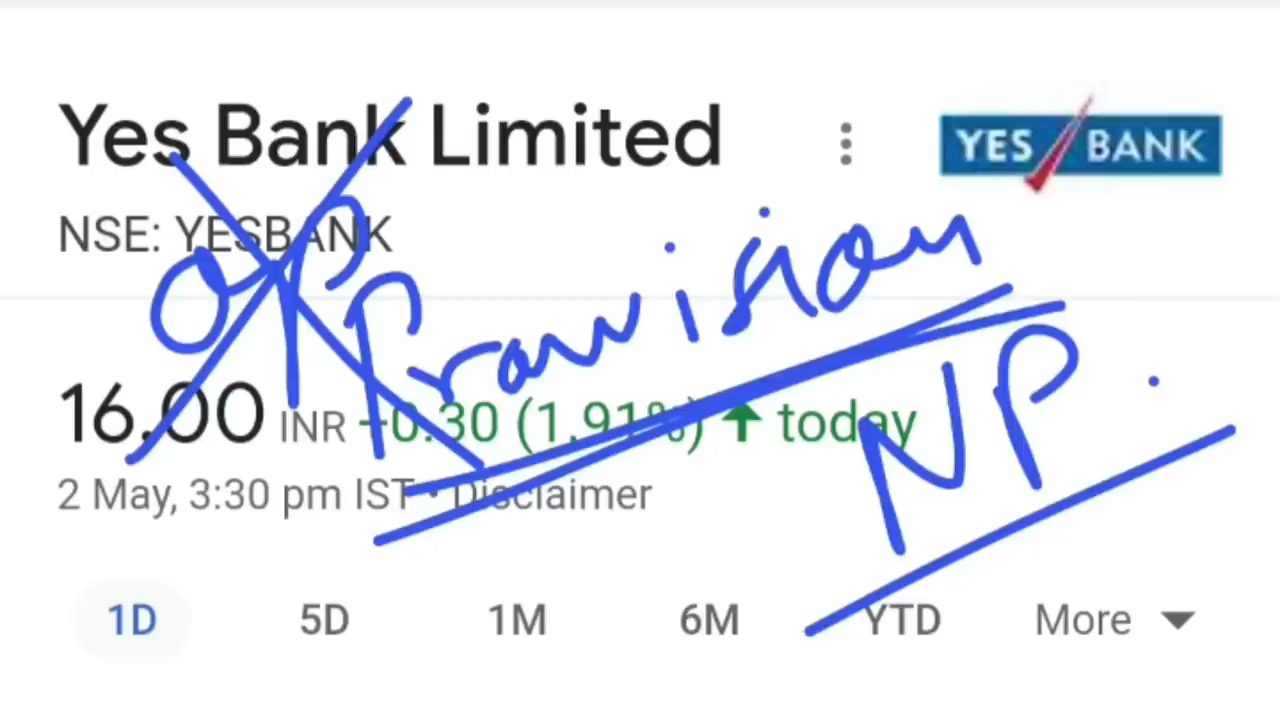 Yes Bank Limited
YES BANK
NSE: YESBANK
OP
Provision
16.00 INR +0.30 (1.91%) ↑ today
NP.
2 May, 3:30 pm IST • Disclaimer
1D 5D 1M 6M YTD More